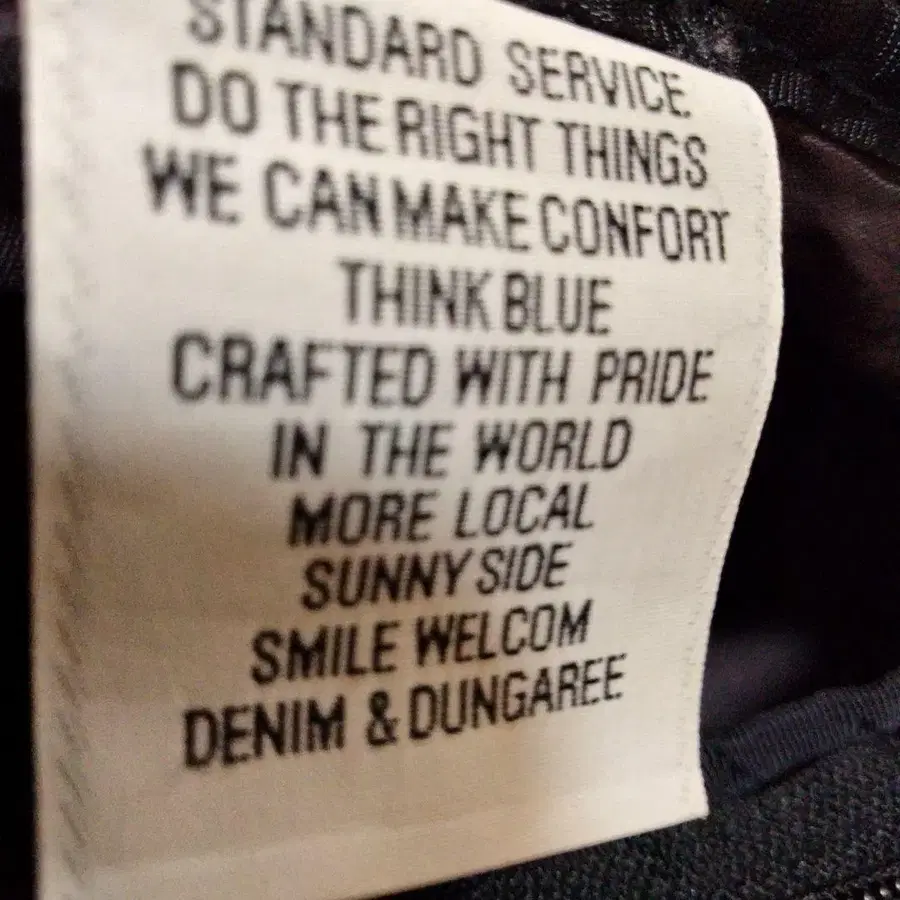 STANDARD SERVICE
DO THE RIGHT THINGS
WE CAN MAKE CONFORT
THINK BLUE
CRAFTED WITH PRIDE
IN THE WORLD
MORE LOCAL
SUNNY SIDE
SMILE WELCOM
DENIM & DUNGAREE